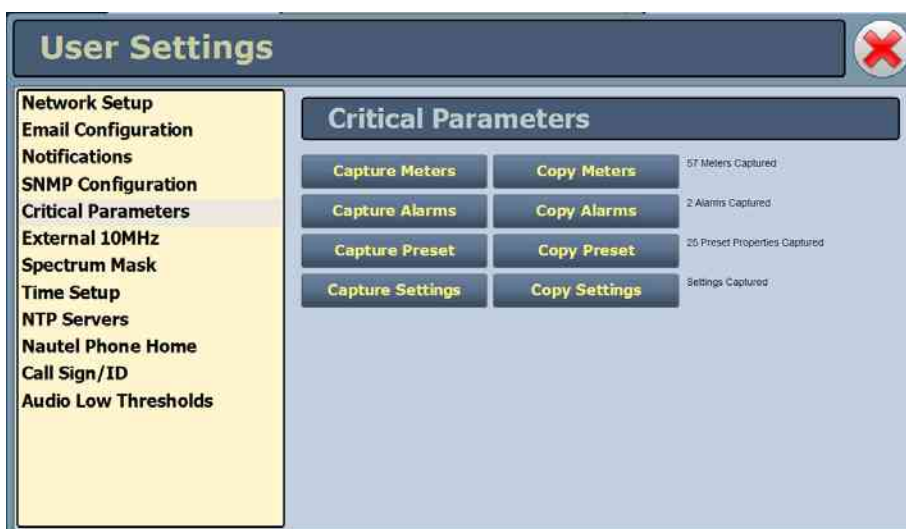 User Settings
Network Setup
Email Configuration
Notifications
SNMP Configuration
Critical Parameters
External 10MHz
Spectrum Mask
Time Setup
NTP Servers
Nautel Phone Home
Call Sign/ID
Audio Low Thresholds
Critical Parameters
Capture Meters Copy Meters 57 Meters Captured
Capture Alarms Copy Alarms 2 Alarms Captured
Capture Preset Copy Preset 25 Preset Properties Captured
Capture Settings Copy Settings Settings Captured